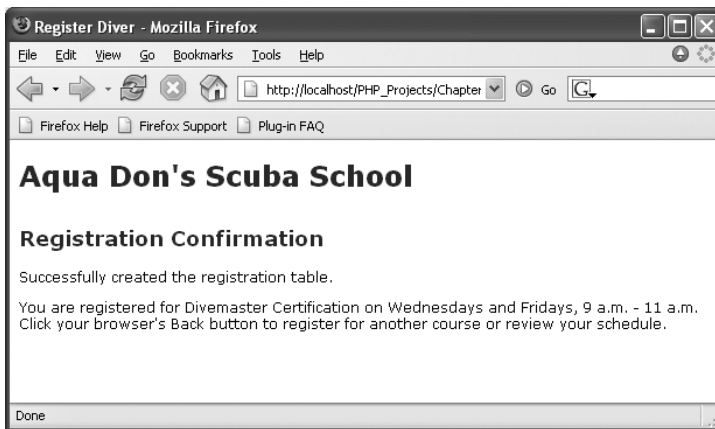 Register Diver - Mozilla Firefox
File Edit View Go Bookmarks Tools Help
http://localhost/PHP_Projects/Chapter Go G
Firefox Help Firefox Support Plug-in FAQ
Aqua Don's Scuba School
Registration Confirmation
Successfully created the registration table.
You are registered for Divemaster Certification on Wednesdays and Fridays, 9 a.m. - 11 a.m.
Click your browser's Back button to register for another course or review your schedule.
Done